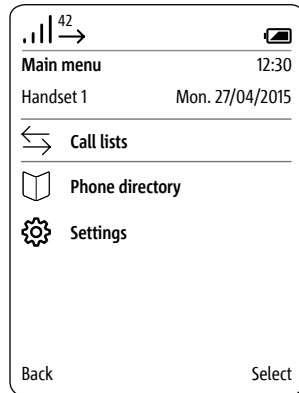 42
Main menu 12:30
Handset 1 Mon. 27/04/2015
Call lists
Phone directory
Settings
Back Select